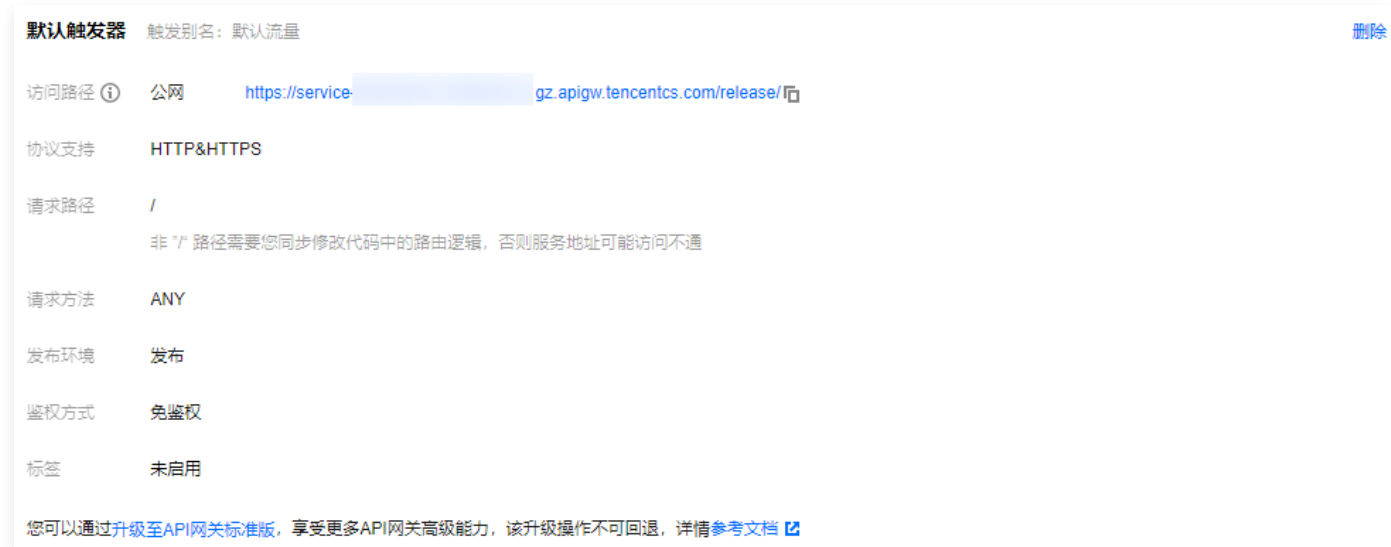 默认触发器 触发别名：默认流量 删除
访问路径 公网 https://service- gz.apigw.tencentcs.com/release/
协议支持 HTTP&HTTPS
请求路径 /
非 "/" 路径需要您同步修改代码中的路由逻辑，否则服务地址可能访问不通
请求方法 ANY
发布环境 发布
鉴权方式 免鉴权
标签 未启用
您可以通过升级至API网关标准版，享受更多API网关高级能力，该升级操作不可回退，详情参考文档